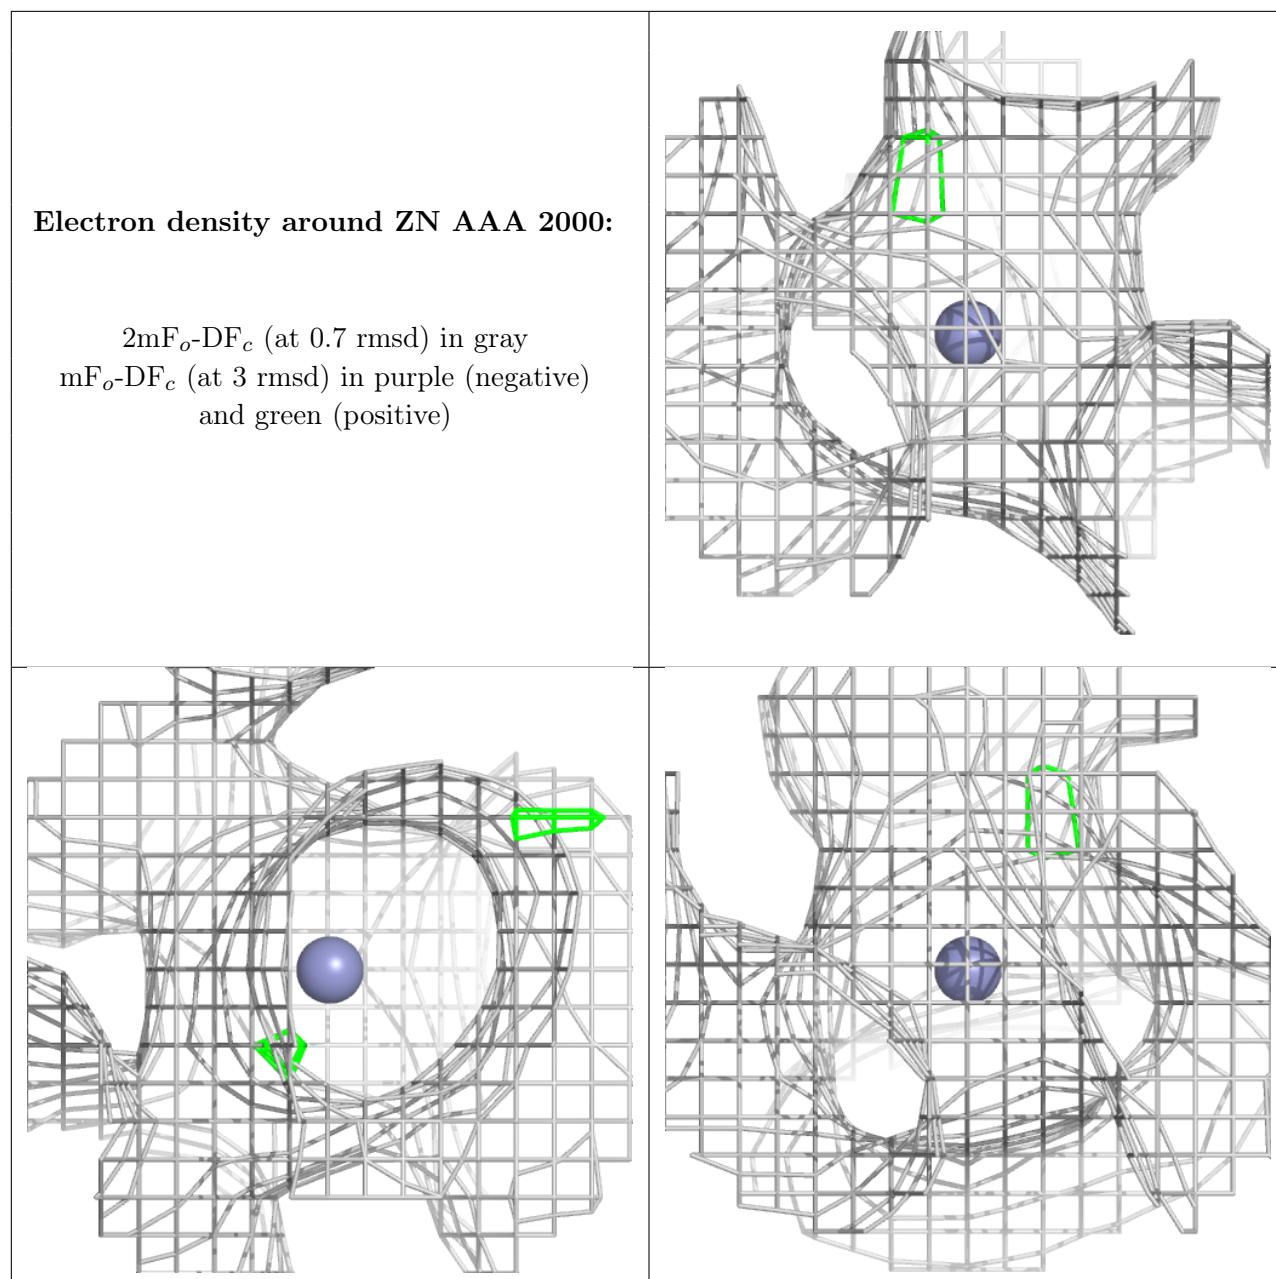 Electron density around ZN AAA 2000:
2mFₒ-DF𝒸 (at 0.7 rmsd) in gray
mFₒ-DF𝒸 (at 3 rmsd) in purple (negative)
and green (positive)